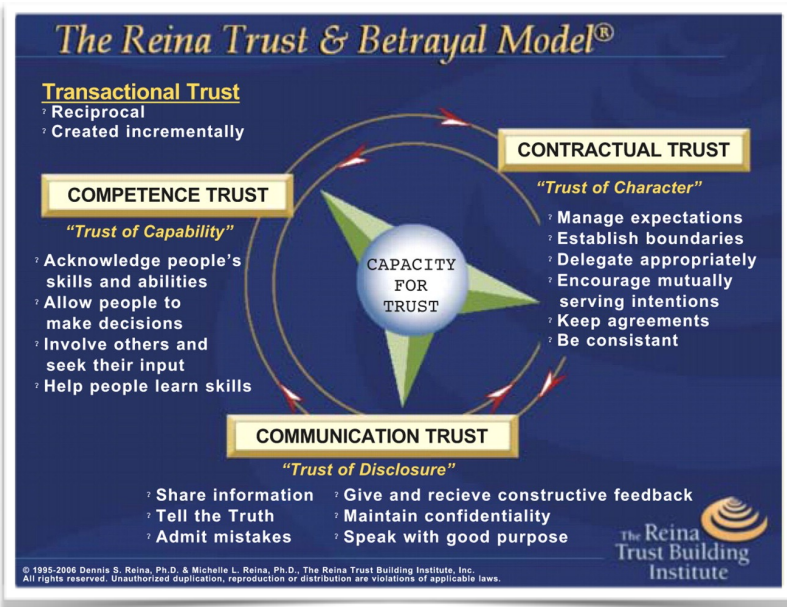 The Reina Trust & Betrayal Model®
Transactional Trust
? Reciprocal
? Created incrementally
COMPETENCE TRUST
"Trust of Capability"
? Acknowledge people's
skills and abilities
? Allow people to
make decisions
? Involve others and
seek their input
? Help people learn skills
CONTRACTUAL TRUST
"Trust of Character"
? Manage expectations
? Establish boundaries
? Delegate appropriately
? Encourage mutually
serving intentions
? Keep agreements
? Be consistant
CAPACITY
FOR
TRUST
COMMUNICATION TRUST
"Trust of Disclosure"
? Share information
? Tell the Truth
? Admit mistakes
? Give and recieve constructive feedback
? Maintain confidentiality
? Speak with good purpose
The Reina
Trust Building
Institute
© 1995-2006 Dennis S. Reina, Ph.D. & Michelle L. Reina, Ph.D., The Reina Trust Building Institute, Inc.
All rights reserved. Unauthorized duplication, reproduction or distribution are violations of applicable laws.